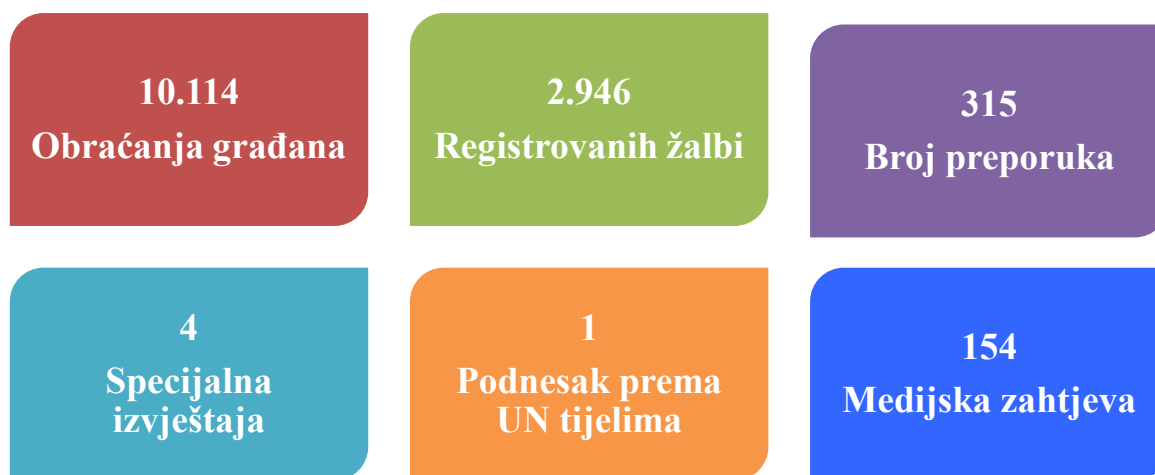 10.114
Obraćanja građana
2.946
Registrovanih žalbi
315
Broj preporuka
4
Specijalna
izvještaja
1
Podnesak prema
UN tijelima
154
Medijska zahtjeva